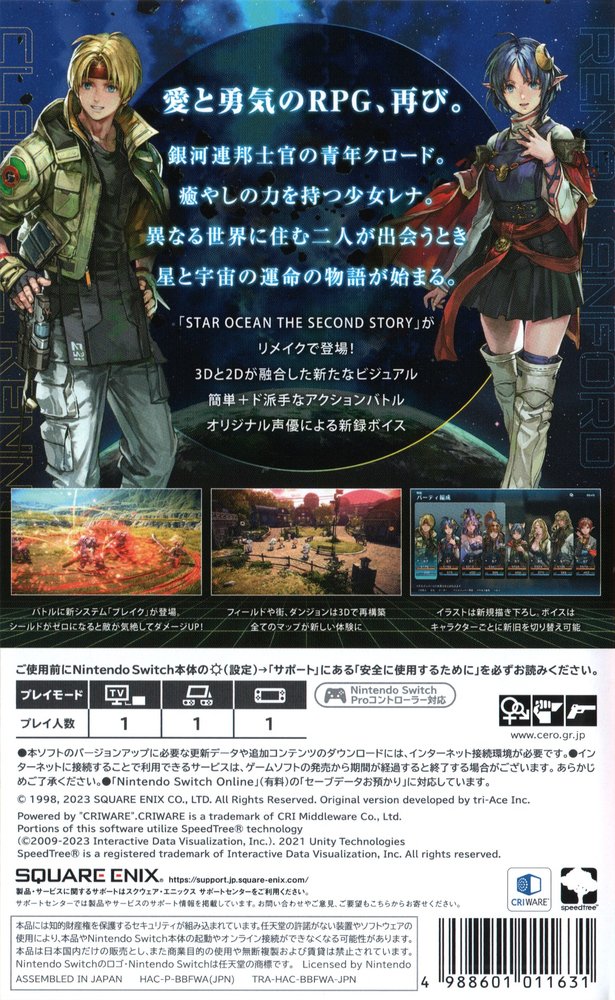 愛と勇気のRPG、再び。
銀河連邦士官の青年クロード。
癒やしの力を持つ少女レナ。
異なる世界に住む二人が出会うとき
星と宇宙の運命の物語が始まる。
「STAR OCEAN THE SECOND STORY」が
リメイクで登場!
3Dと2Dが融合した新たなビジュアル
簡単+ド派手なアクションバトル
オリジナル声優による新録ボイス
パーティ編成
バトルに新システム「ブレイク」が登場。
シールドがゼロになると敵が気絶してダメージUP!
フィールドや街、ダンジョンは3Dで再構築
全てのマップが新しい体験に
イラストは新規描き下ろし、ボイスは
キャラクターごとに新旧を切り替え可能
ご使用前にNintendo Switch本体の(設定)→「サポート」にある「安全に使用するために」を必ずお読みください。
プレイモード TV
プレイ人数 1 1 1
Nintendo Switch
Proコントローラー対応
www.cero.gr.jp
●本ソフトのバージョンアップに必要な更新データや追加コンテンツのダウンロードには、インターネット接続環境が必要です。●イン
ターネットに接続することで利用できるサービスは、ゲームソフトの発売から期間が経過すると終了する場合がございます。あらかじ
めご了承ください。●「Nintendo Switch Online」(有料)の「セーブデータお預かり」に対応しています。
© 1998, 2023 SQUARE ENIX CO., LTD. All Rights Reserved. Original version developed by tri-Ace Inc.
Powered by "CRIWARE".CRIWARE is a trademark of CRI Middleware Co., Ltd.
Portions of this software utilize SpeedTree® technology
(©2009-2023 Interactive Data Visualization, Inc.). 2021 Unity Technologies
SpeedTree® is a registered trademark of Interactive Data Visualization, Inc. All rights reserved.
SQUARE ENIX® https://support.jp.square-enix.com/
製品・サービスに関するサポートはスクウェア・エニックス サポートセンターをご利用ください。
サポートセンターでは製品やサービスのサポート情報を掲載しています。お問い合わせやご意見、ご要望もこちらからお寄せください。
CRIWARE®
speedtree®
本品には知的財産権を保護するセキュリティが組み込まれています。任天堂の許諾がない装置やソフトウェア
の使用により、本品やNintendo Switch本体の起動やオンライン接続ができなくなる可能性があります。
本品は日本国内だけの販売とし、また商業目的の使用や無断複製および賃貸は禁止されています。
Nintendo Switchのロゴ・Nintendo Switchは任天堂の商標です。 Licensed by Nintendo
ASSEMBLED IN JAPAN HAC-P-BBFWA(JPN) TRA-HAC-BBFWA-JPN
4 988601 011631